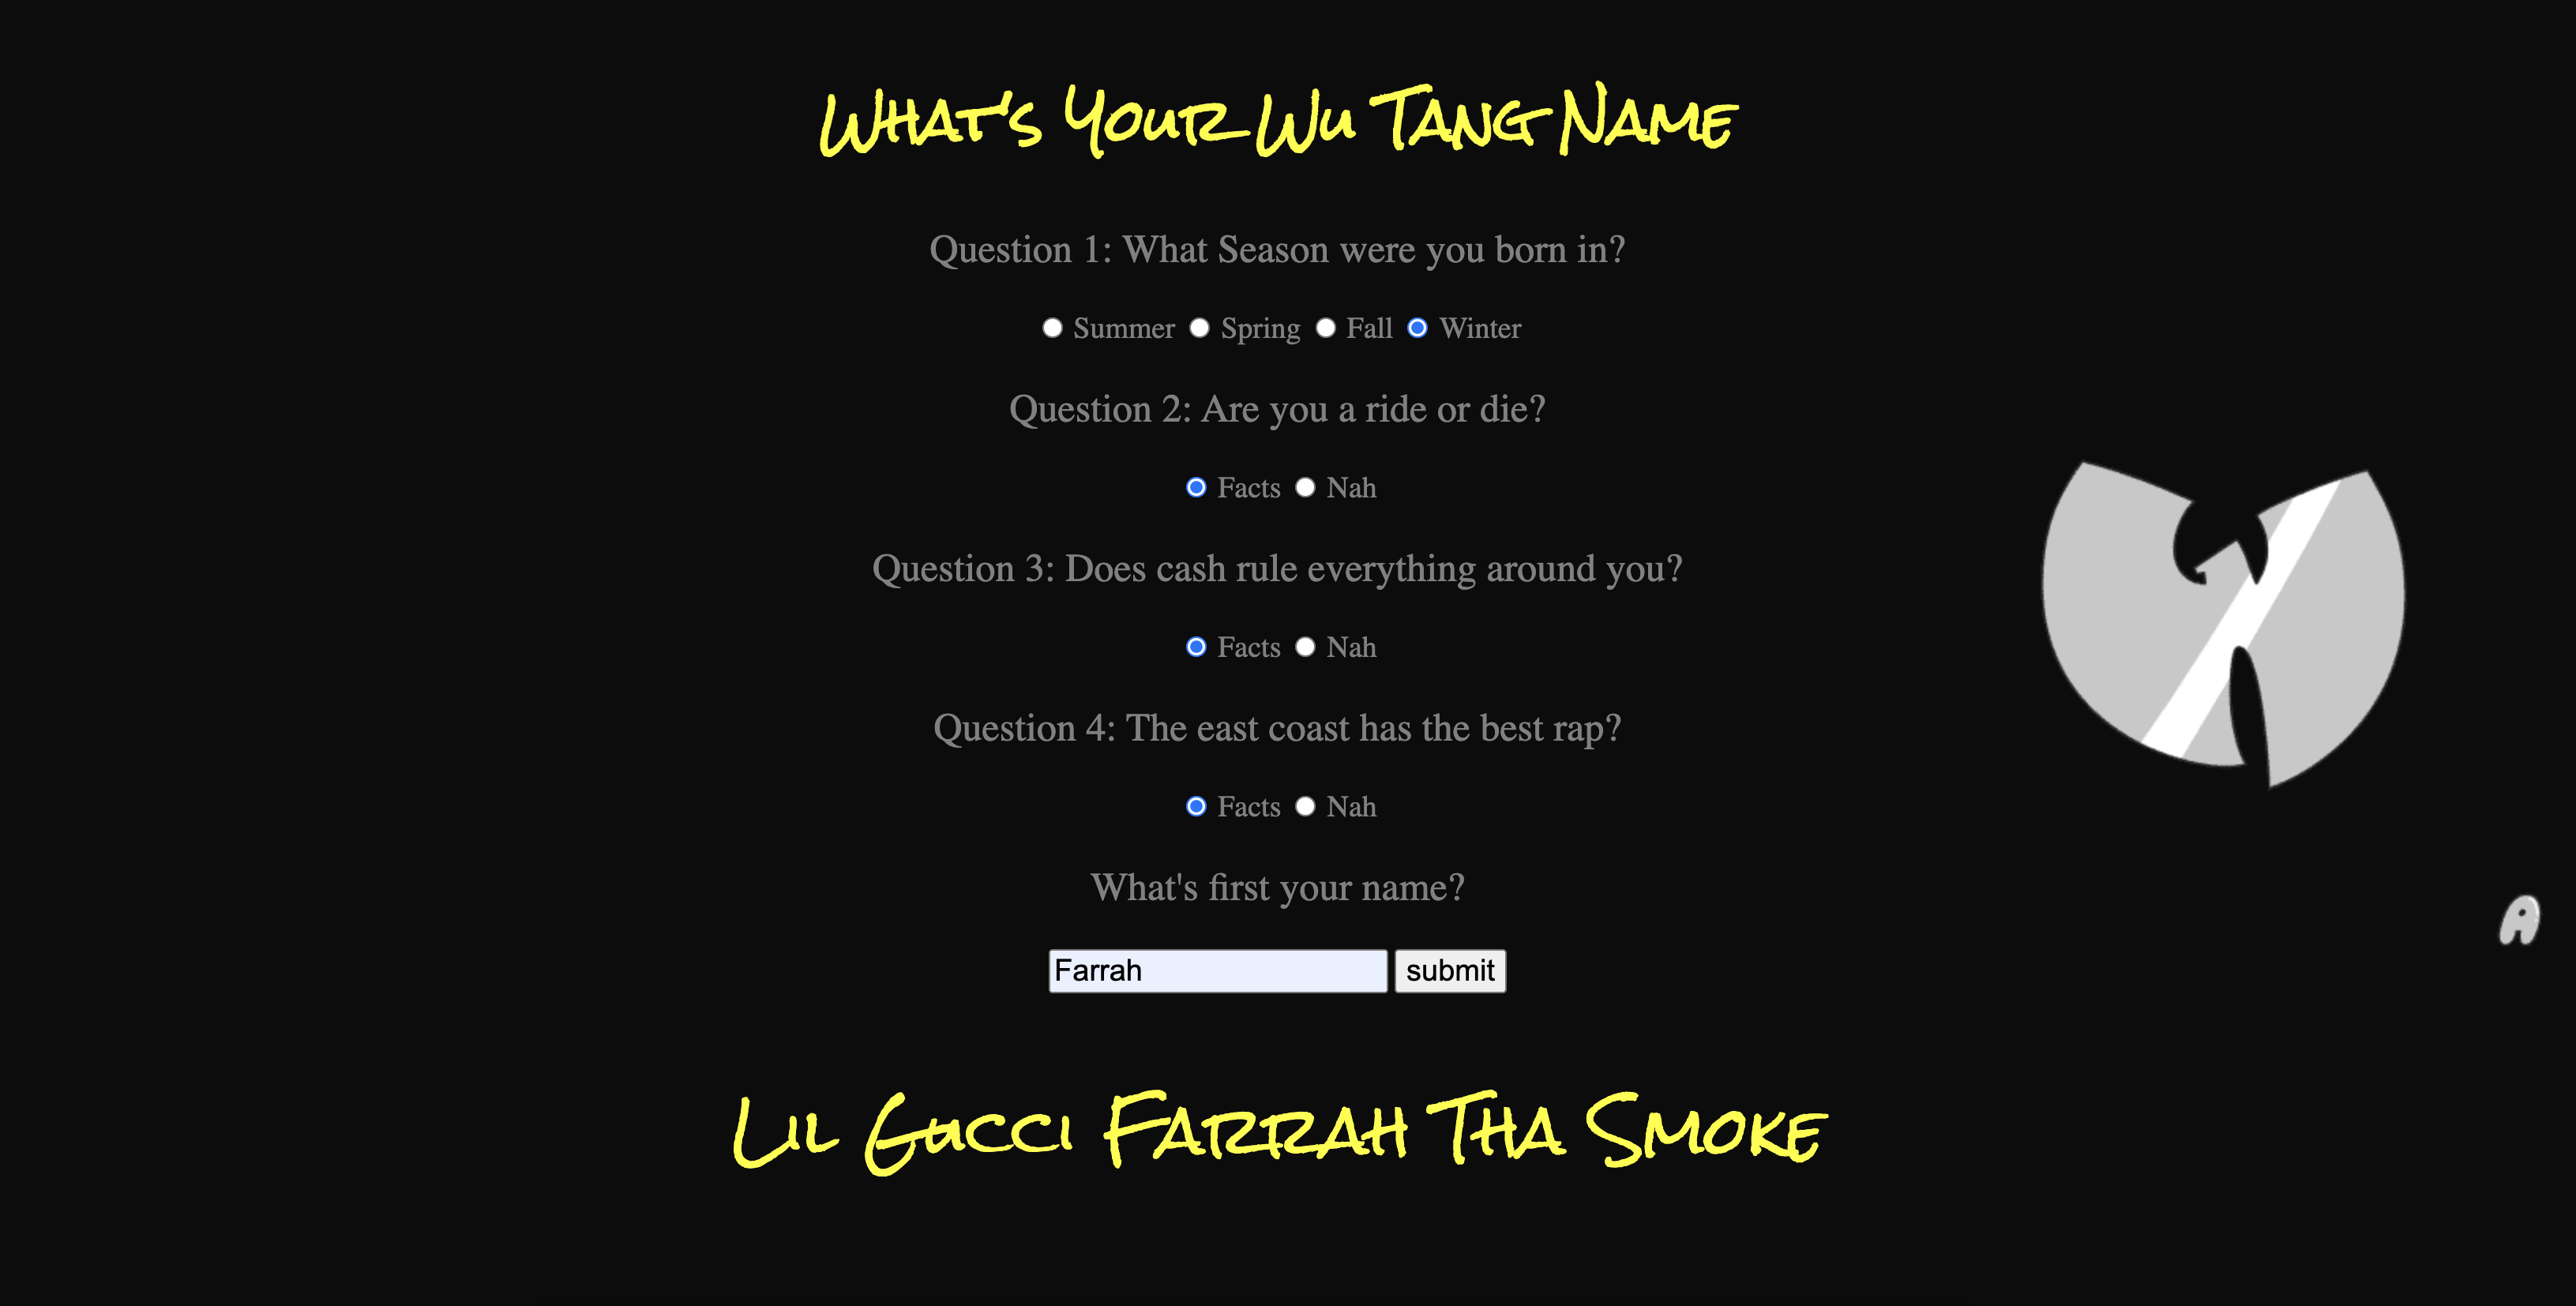 What's Your Wu Tang Name
Question 1: What Season were you born in?
Summer Spring Fall Winter
Question 2: Are you a ride or die?
Facts Nah
Question 3: Does cash rule everything around you?
Facts Nah
Question 4: The east coast has the best rap?
Facts Nah
What's first your name?
A
Farrah submit
Lil Gucci Farrah Tha Smoke